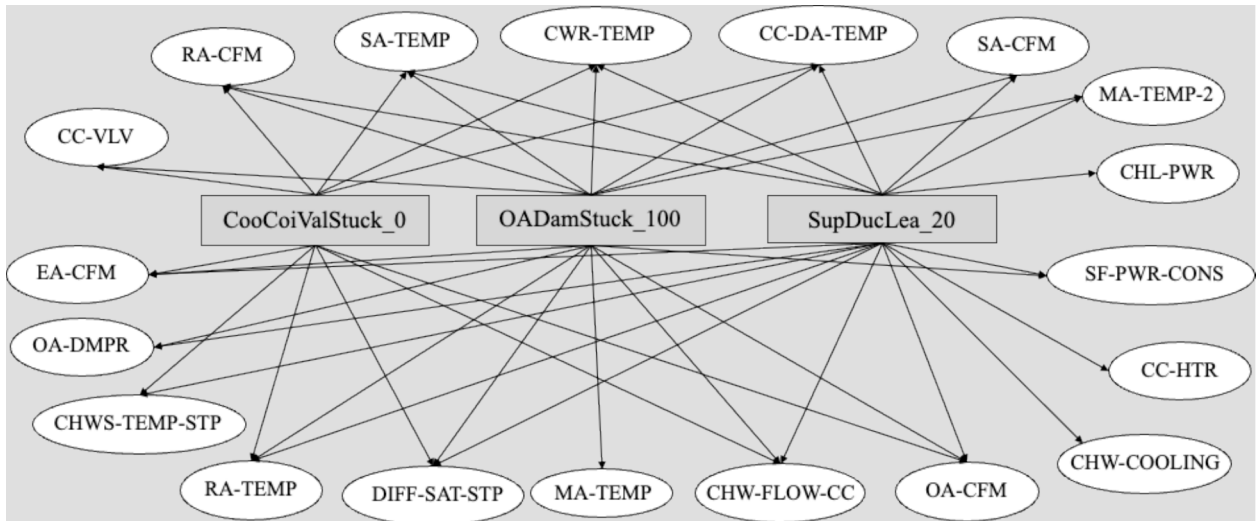 RA-CFM
SA-TEMP
CWR-TEMP
CC-DA-TEMP
SA-CFM
MA-TEMP-2
CC-VLV
CHL-PWR
CooCoiValStuck_0
OADamStuck_100
SupDucLea_20
EA-CFM
SF-PWR-CONS
OA-DMPR
CC-HTR
CHWS-TEMP-STP
CHW-COOLING
RA-TEMP
DIFF-SAT-STP
MA-TEMP
CHW-FLOW-CC
OA-CFM